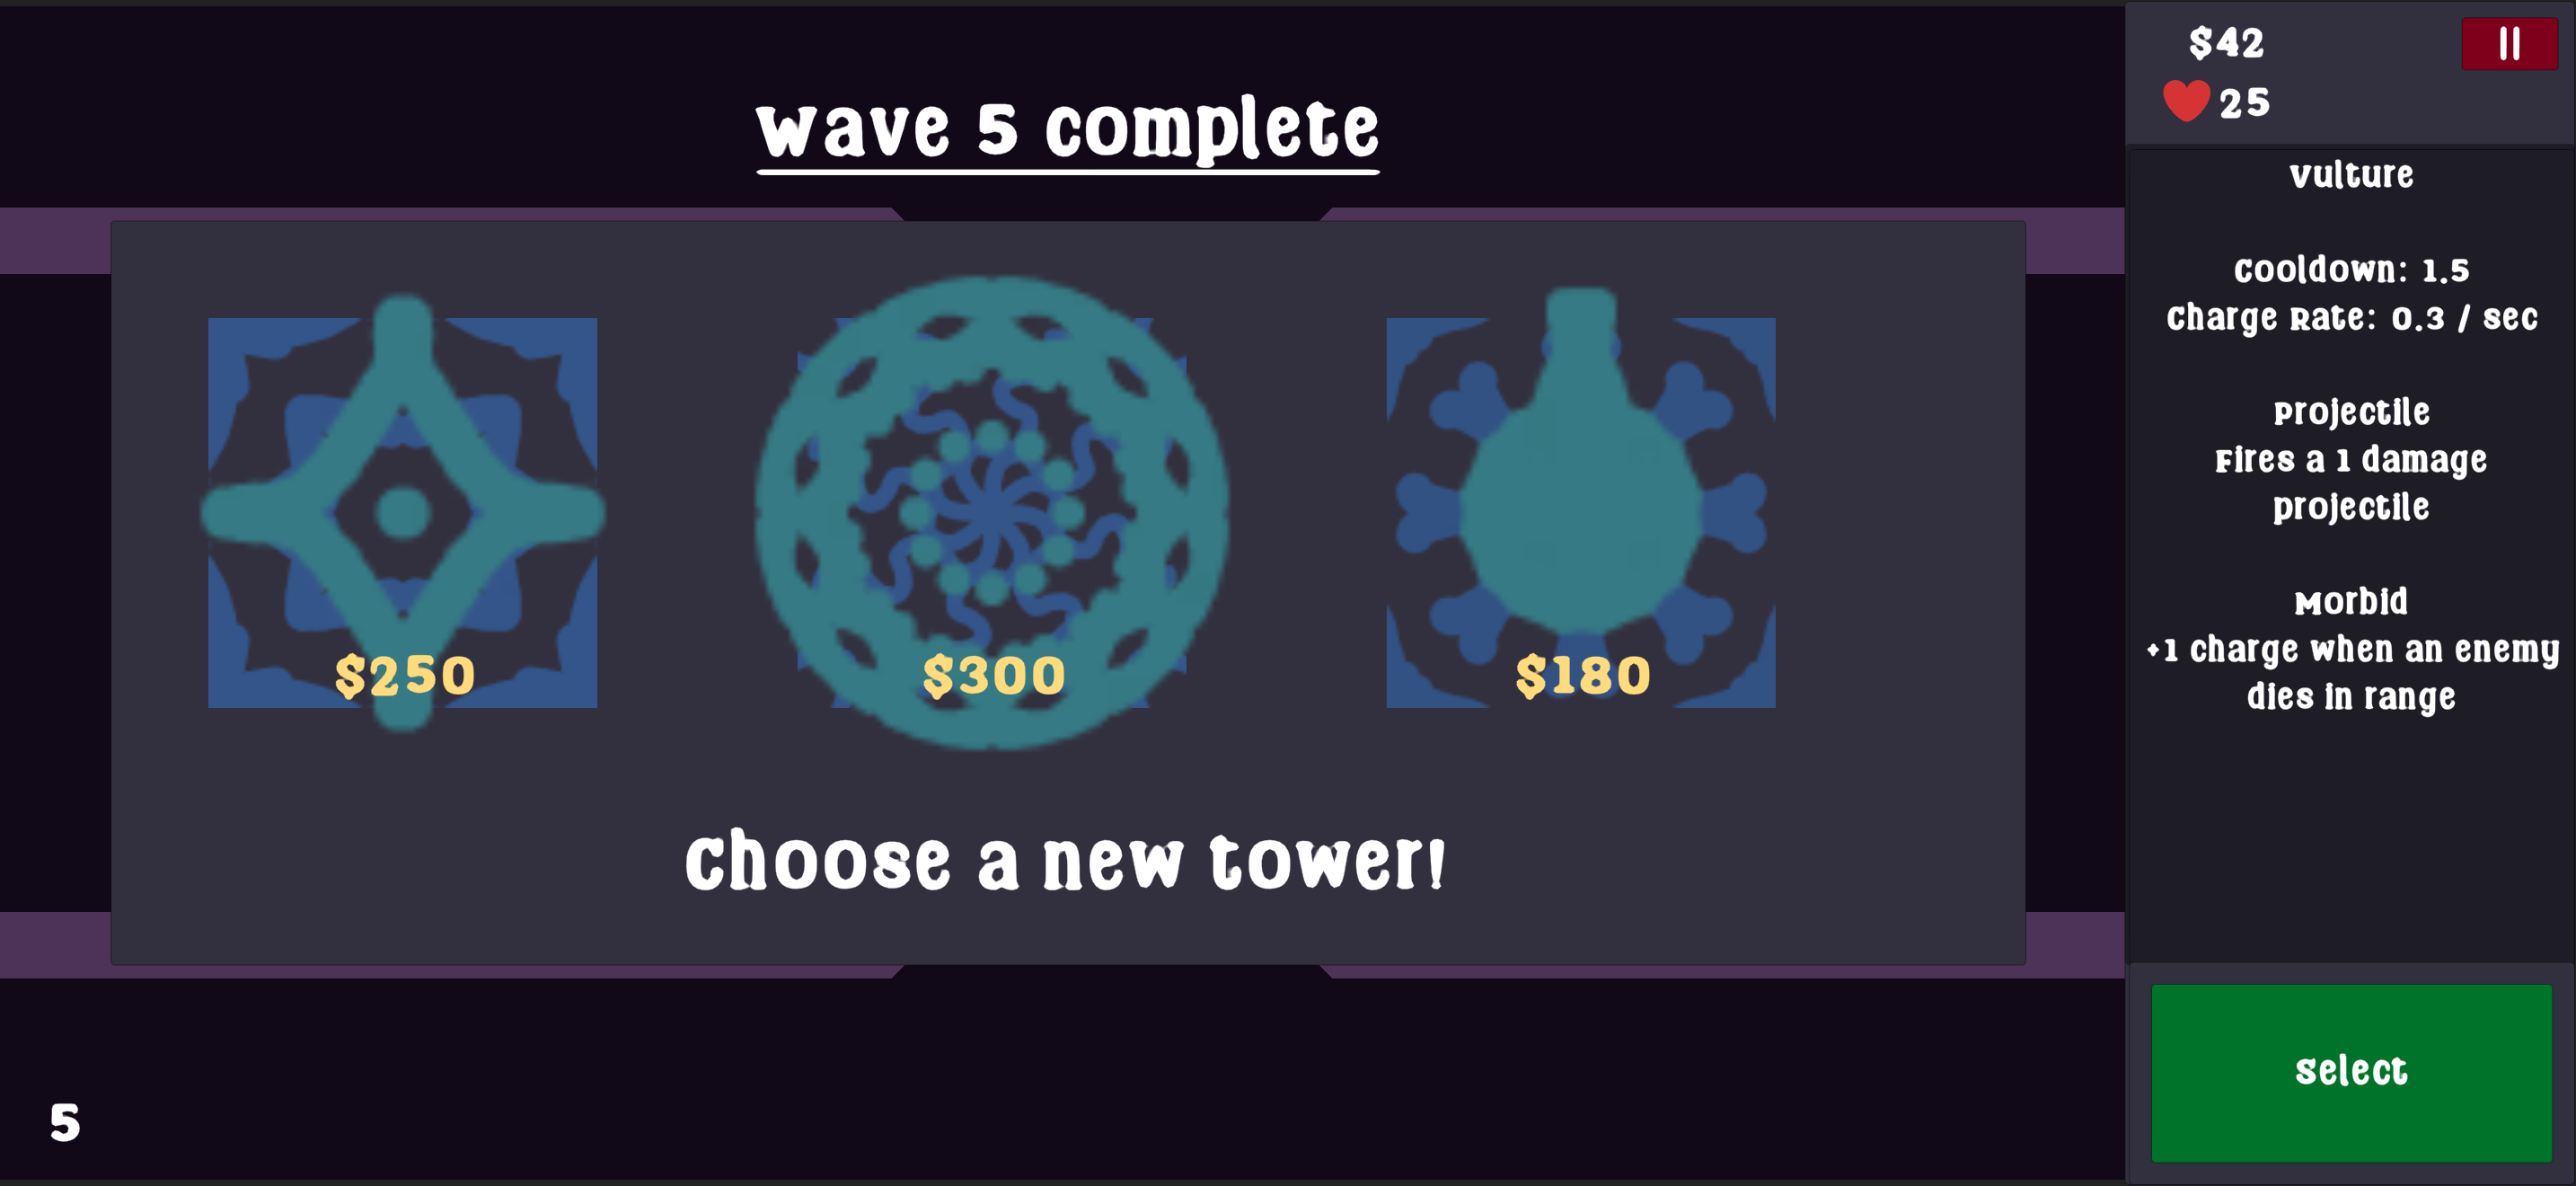 wave 5 complete
$250
$300
$180
Choose a new tower!
5
$42
25
Vulture
Cooldown: 1.5
Charge Rate: 0.3 / sec
Projectile
Fires a 1 damage
projectile
Morbid
+1 charge when an enemy
dies in range
Select